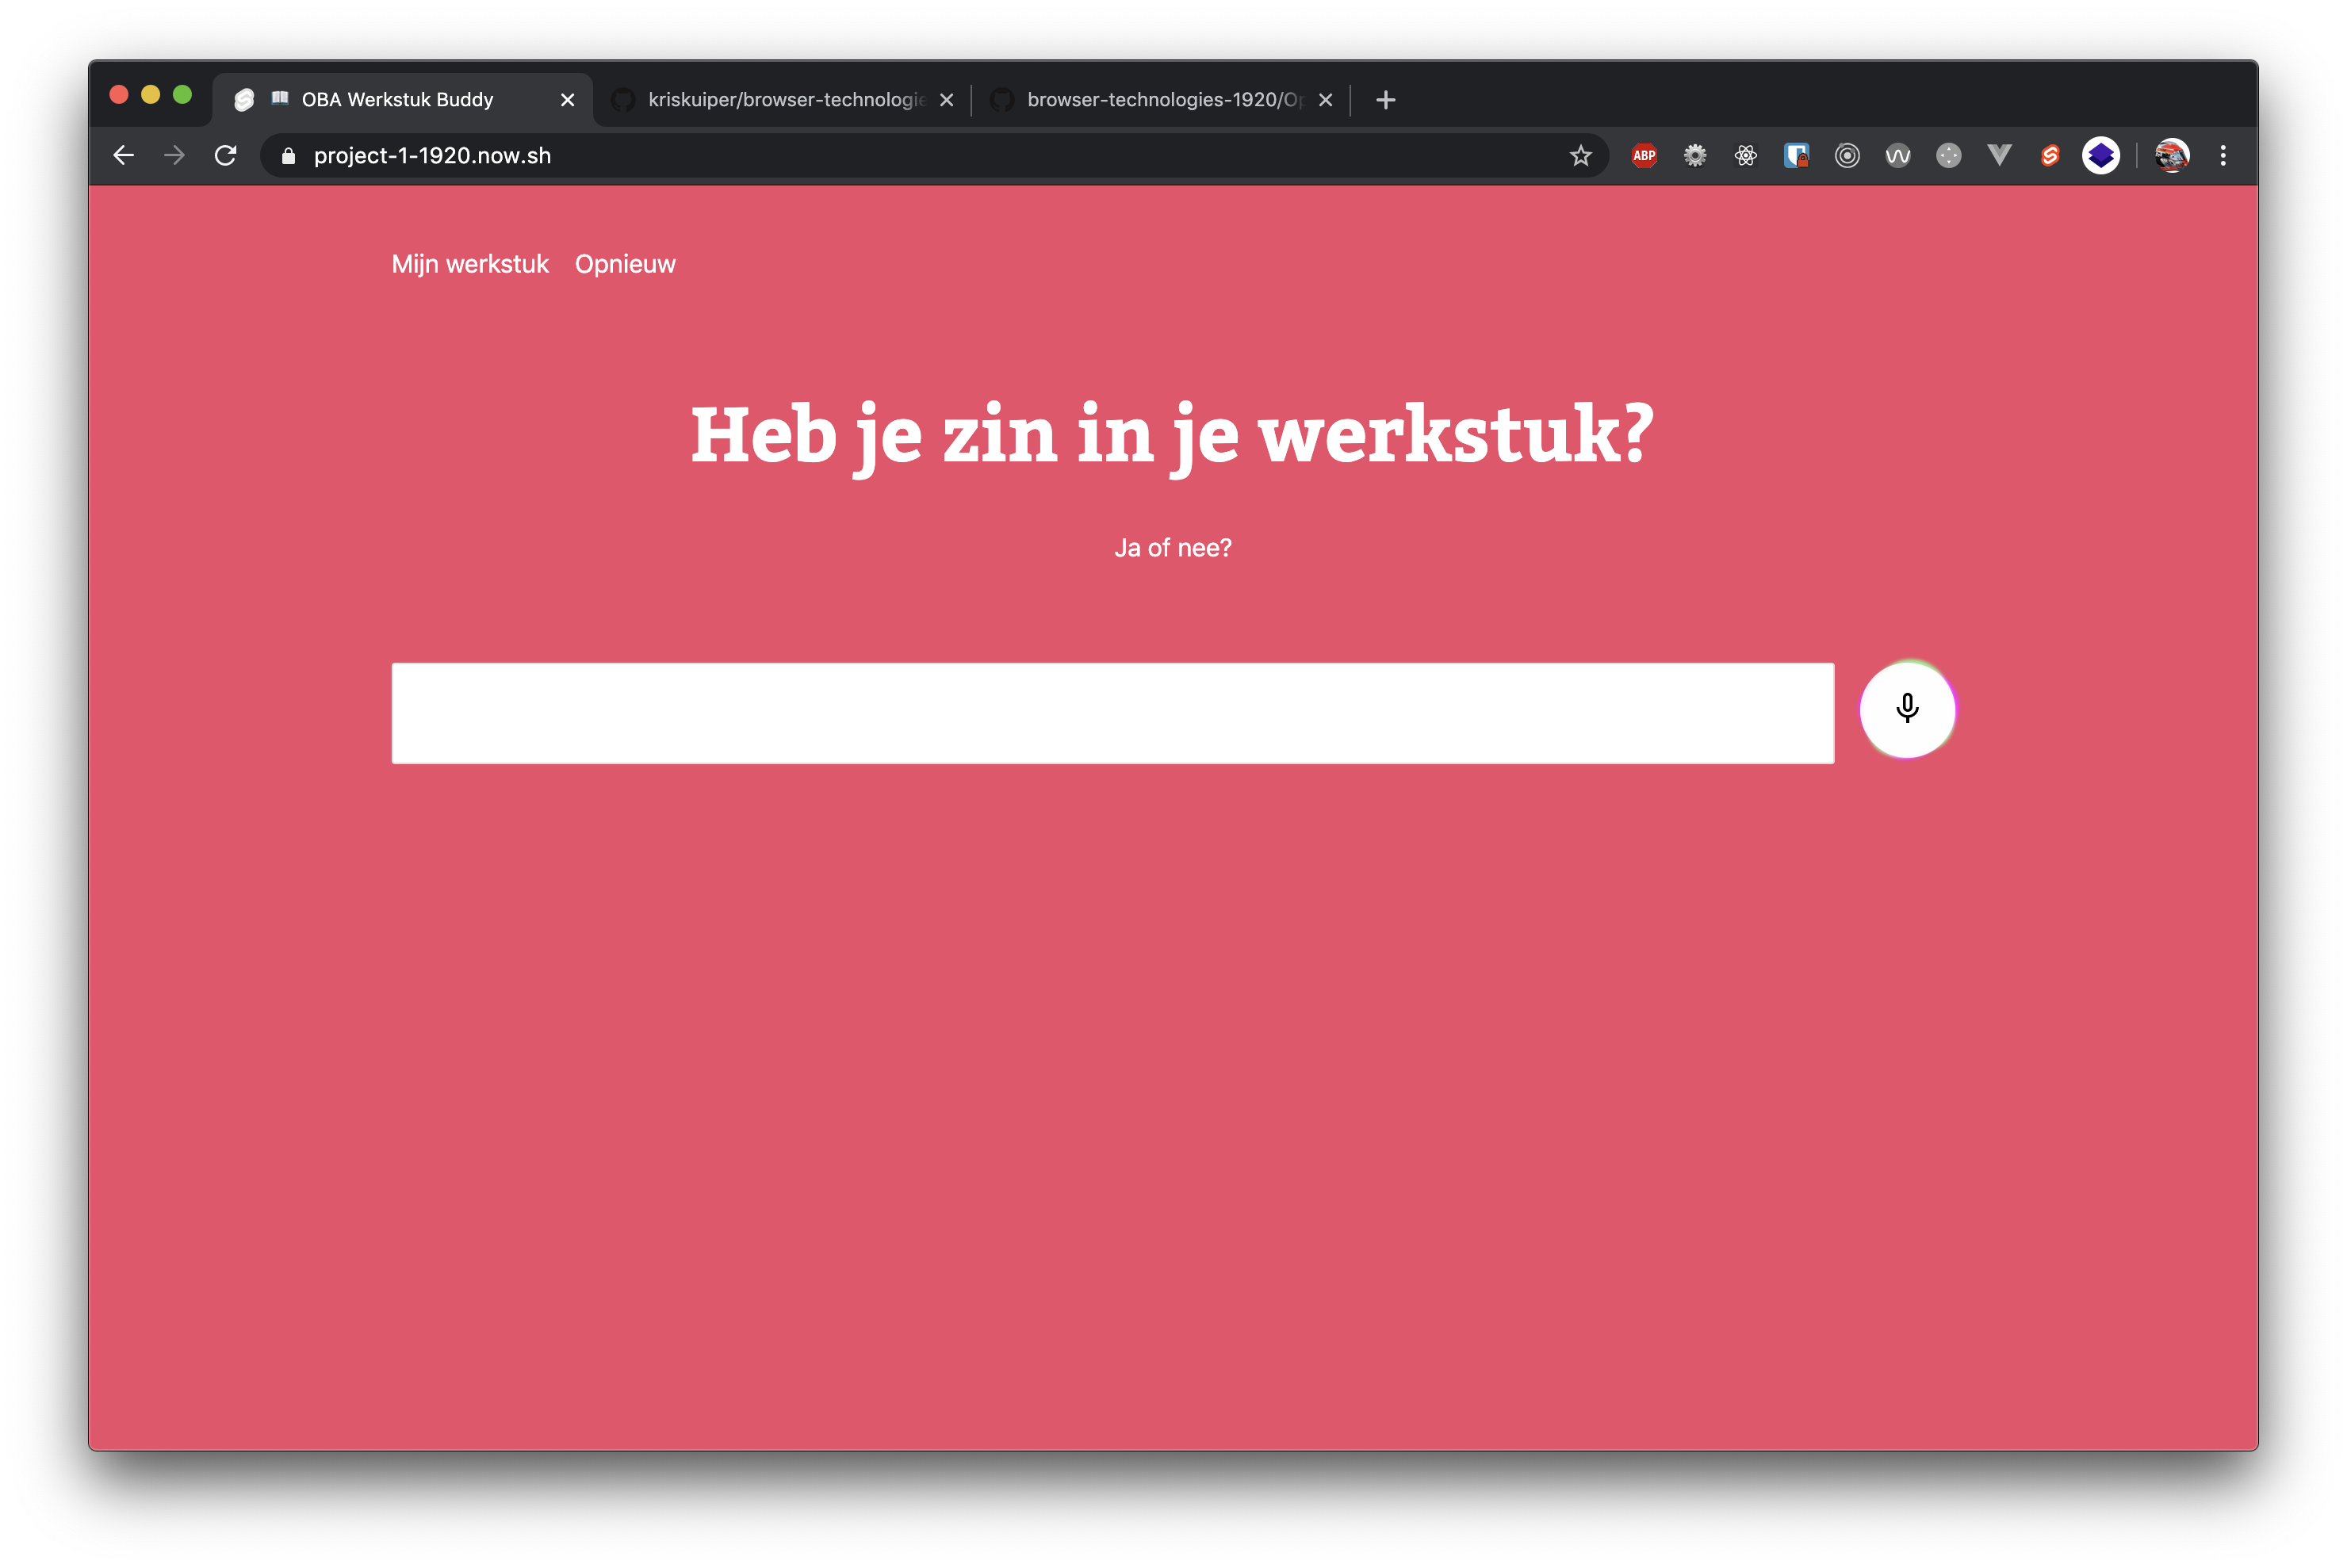 OBA Werkstuk Buddy
kriskuiper/browser-technologie
browser-technologies-1920/Op
project-1-1920.now.sh
ABP
Mijn werkstuk Opnieuw
Heb je zin in je werkstuk?
Ja of nee?